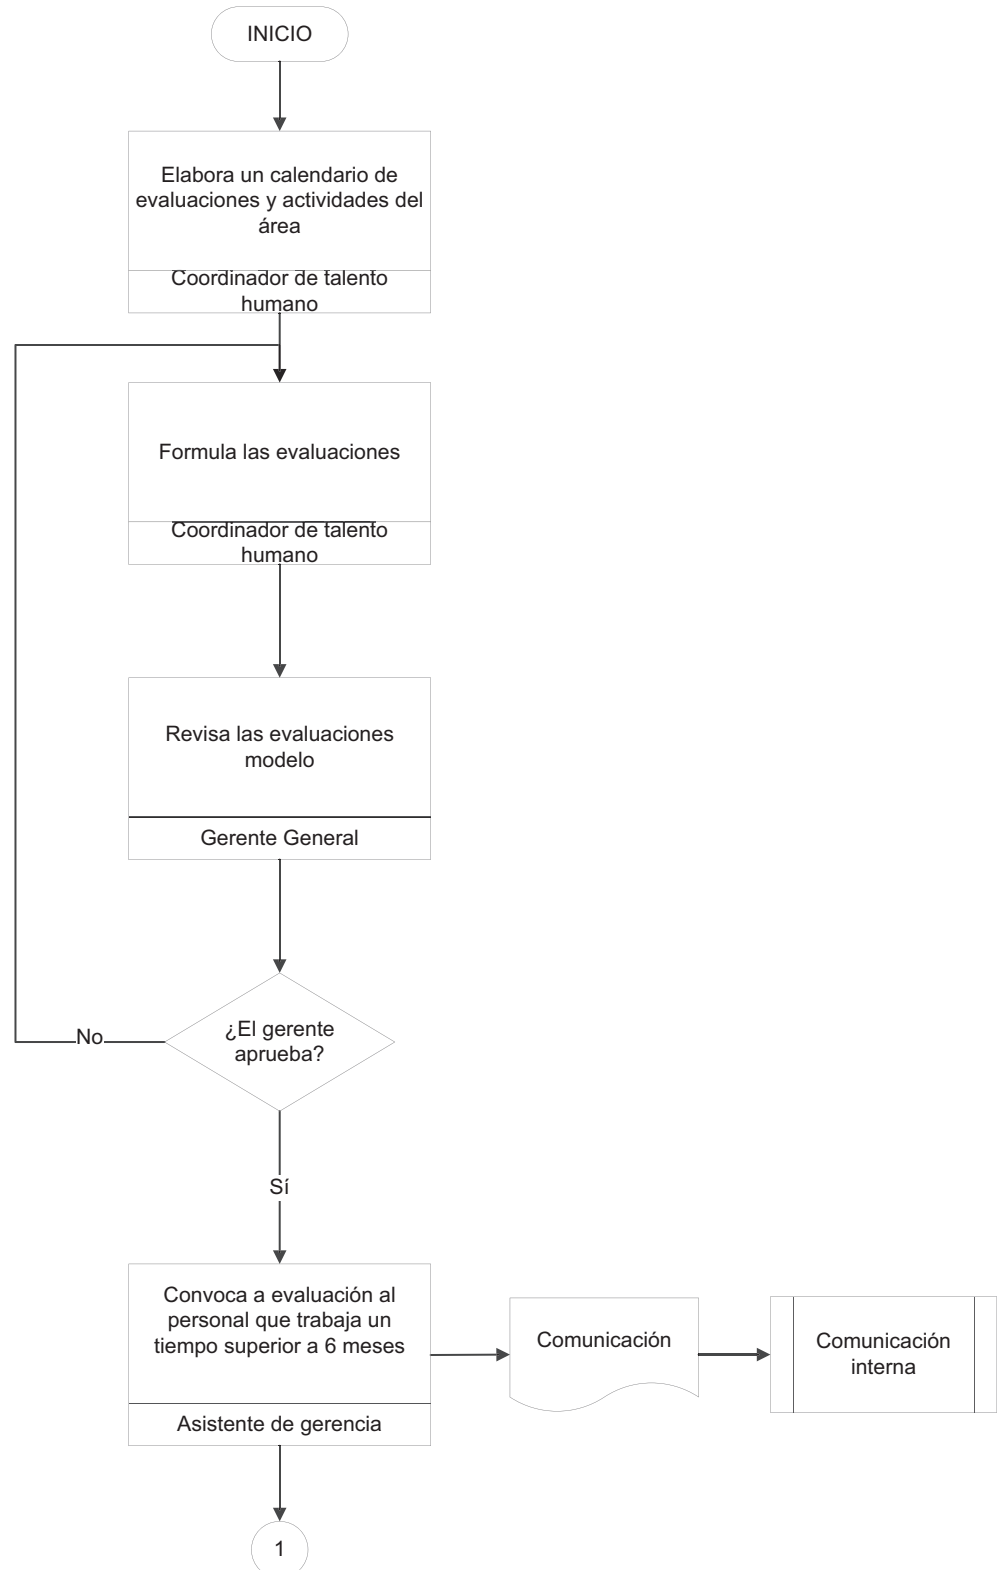 INICIO
Elabora un calendario de
evaluaciones y actividades del
área
Coordinador de talento
humano
Formula las evaluaciones
Coordinador de talento
humano
Revisa las evaluaciones
modelo
Gerente General
¿El gerente
aprueba?
No
Sí
Convoca a evaluación al
personal que trabaja un
tiempo superior a 6 meses
Asistente de gerencia
Comunicación
Comunicación
interna
1